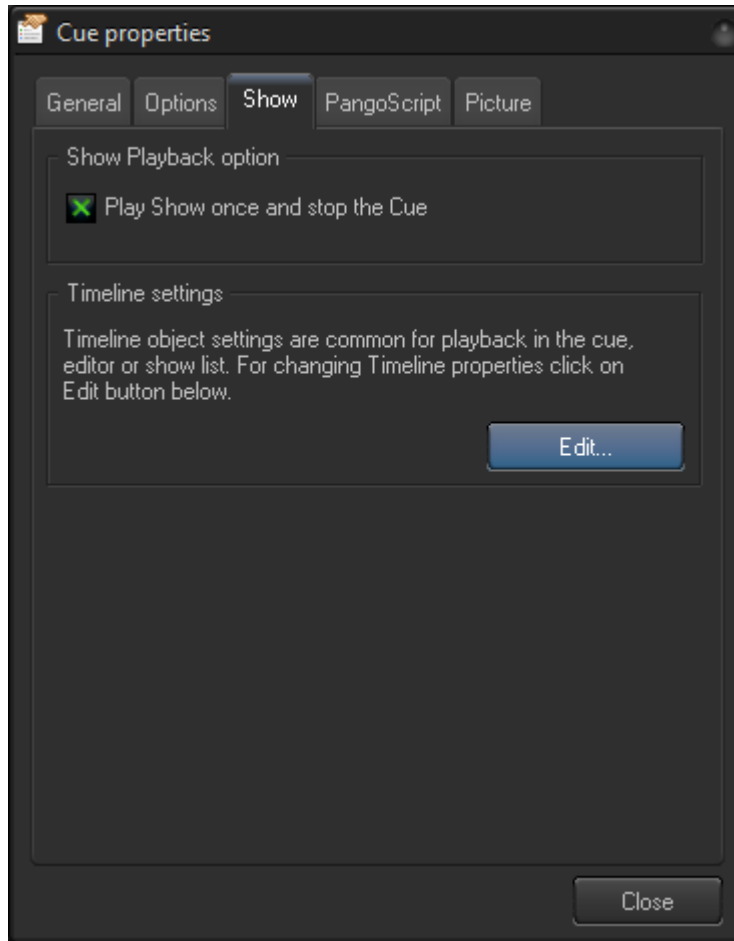 Cue properties
General Options Show PangoScript Picture
Show Playback option
Play Show once and stop the Cue
Timeline settings
Timeline object settings are common for playback in the cue,
editor or show list. For changing Timeline properties click on
Edit button below.
Edit...
Close